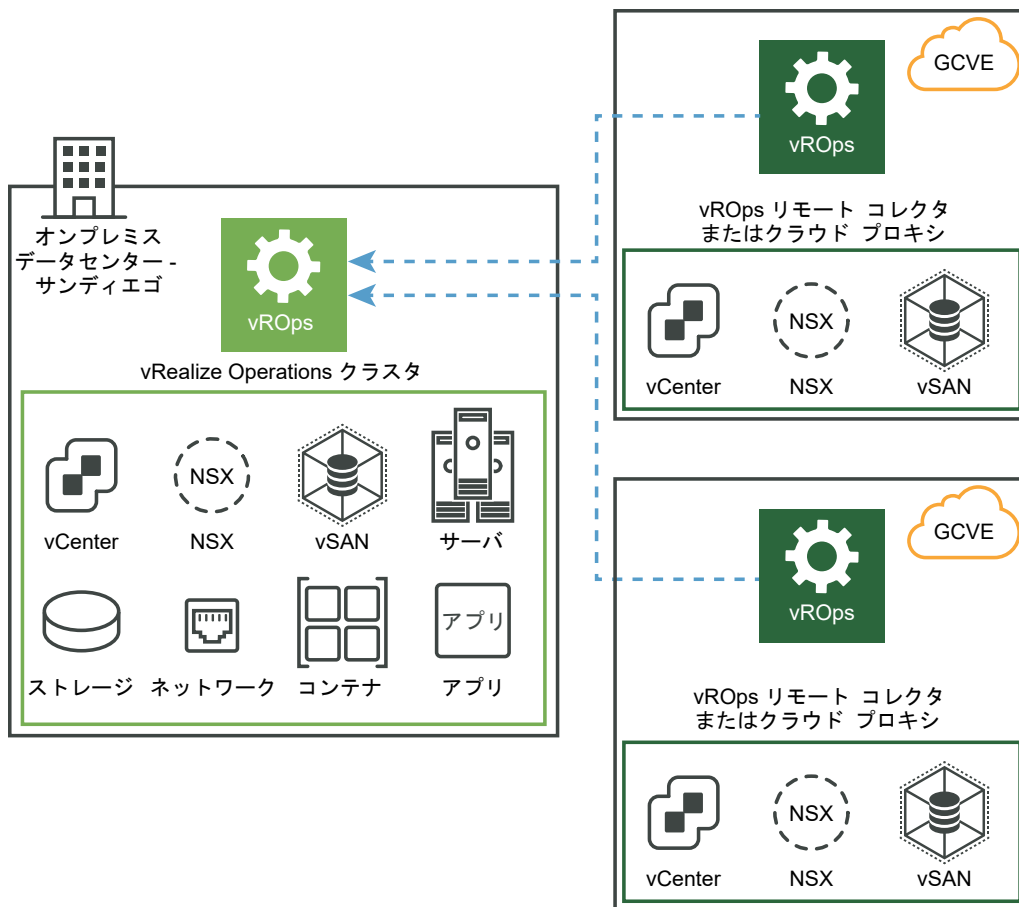 オンプレミス
データセンター -
サンディエゴ
vROps
vRealize Operations クラスタ
NSX
vCenter
NSX
vSAN
サーバ
アプリ
ストレージ
ネットワーク
コンテナ
アプリ
GCVE
vROps
vROps リモート コレクタ
またはクラウド プロキシ
NSX
vCenter
NSX
vSAN
GCVE
vROps
vROps リモート コレクタ
またはクラウド プロキシ
NSX
vCenter
NSX
vSAN